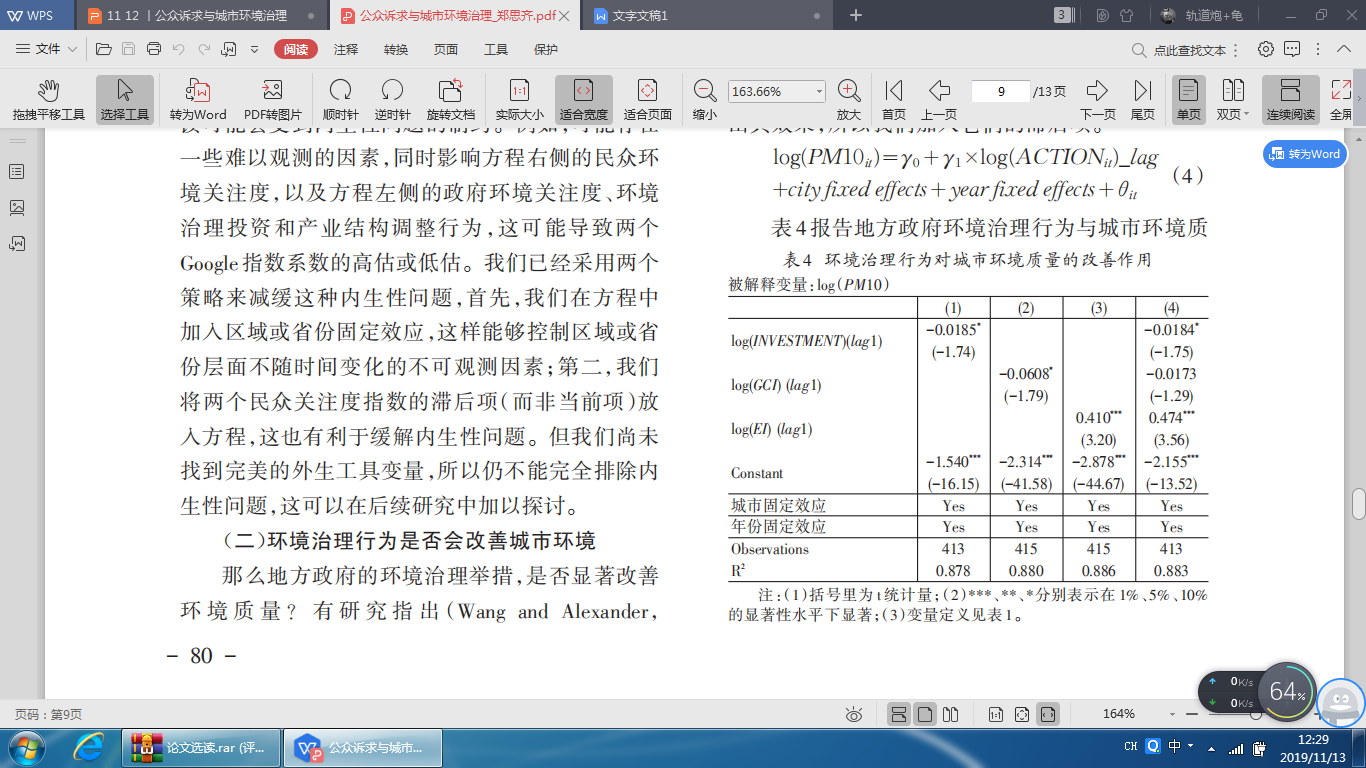 WPS
11 12 丨公众诉求与城市环境治理
公众诉求与城市环境治理_郑思齐.pdf
文字文稿1
3
轨道炮+龟
文件
阅读
注释
转换
页面
工具
保护
点此查找文本
拖拽平移工具
选择工具
转为Word
PDF转图片
顺时针
逆时针
旋转文档
实际大小
适合宽度
适合页面
缩小
163.66%
放大
首页
上一页
9 /13页
下一页
尾页
单页
双页
连续阅读
全屏
转为Word
一些难以观测的因素,同时影响方程右侧的民众环
境关注度,以及方程左侧的政府环境关注度、环境
治理投资和产业结构调整行为,这可能导致两个
Google指数系数的高估或低估。我们已经采用两个
策略来减缓这种内生性问题,首先,我们在方程中
加入区域或省份固定效应,这样能够控制区域或省
份层面不随时间变化的不可观测因素;第二,我们
将两个民众关注度指数的滞后项(而非当前项)放
入方程,这也有利于缓解内生性问题。但我们尚未
找到完美的外生工具变量,所以仍不能完全排除内
生性问题,这可以在后续研究中加以探讨。
(二)环境治理行为是否会改善城市环境
那么地方政府的环境治理举措,是否显著改善
环境质量？有研究指出(Wang and Alexander,
- 80 -
log(PM10it)=γ0+γ1×log(ACTIONit)_lag
+city fixed effects+year fixed effects+θit (4)
表4报告地方政府环境治理行为与城市环境质
表4 环境治理行为对城市环境质量的改善作用
被解释变量:log(PM10)
(1) (2) (3) (4)
log(INVESTMENT)(lag1) -0.0185* -0.0184*
(-1.74) (-1.75)
log(GCI) (lag1) -0.0608* -0.0173
(-1.79) (-1.29)
log(EI) (lag1) 0.410*** 0.474***
(3.20) (3.56)
Constant -1.540*** -2.314*** -2.878*** -2.155***
(-16.15) (-41.58) (-44.67) (-13.52)
城市固定效应 Yes Yes Yes Yes
年份固定效应 Yes Yes Yes Yes
Observations 413 415 415 413
R² 0.878 0.880 0.886 0.883
注:(1)括号里为t统计量;(2)***、**、*分别表示在1%、5%、10%
的显著性水平下显著;(3)变量定义见表1。
0K/s
0K/s
64%
页码：第9页
164%
论文选读.rar (评...
公众诉求与城市...
CH
中
12:29
2019/11/13